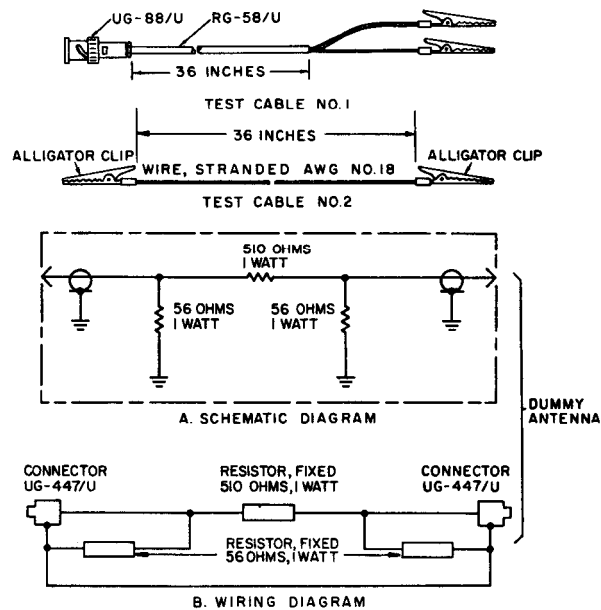 UG-88/U
RG-58/U
36 INCHES
TEST CABLE NO.1
36 INCHES
ALLIGATOR CLIP
WIRE, STRANDED AWG NO.18
ALLIGATOR CLIP
TEST CABLE NO.2
510 OHMS
1 WATT
56 OHMS
1 WATT
56 OHMS
1 WATT
A. SCHEMATIC DIAGRAM
DUMMY
ANTENNA
CONNECTOR
UG-447/U
RESISTOR, FIXED
510 OHMS, 1 WATT
CONNECTOR
UG-447/U
RESISTOR, FIXED
56 OHMS, 1 WATT
B. WIRING DIAGRAM